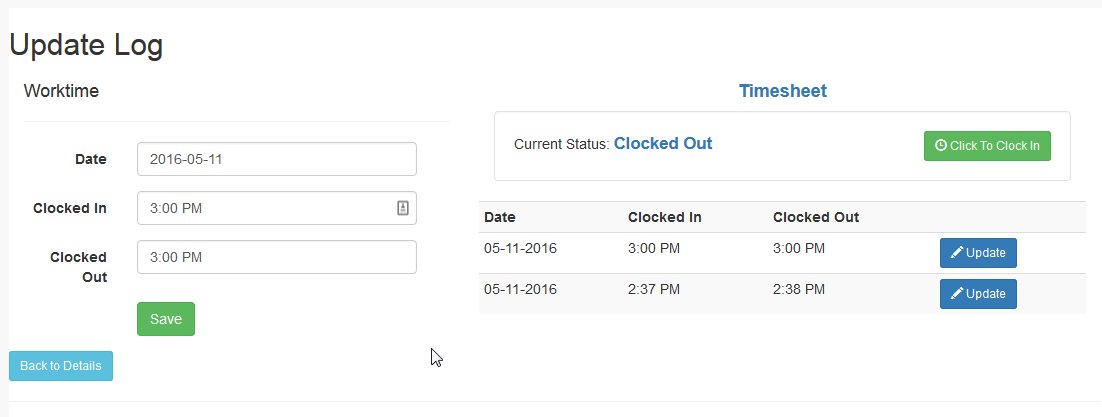 Update Log
Worktime
Date 2016-05-11
Clocked In 3:00 PM
Clocked Out 3:00 PM
Save
Back to Details
Timesheet
Current Status: Clocked Out Click To Clock In
Date Clocked In Clocked Out
05-11-2016 3:00 PM 3:00 PM Update
05-11-2016 2:37 PM 2:38 PM Update